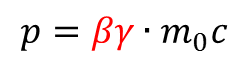 p = βγ · m₀c